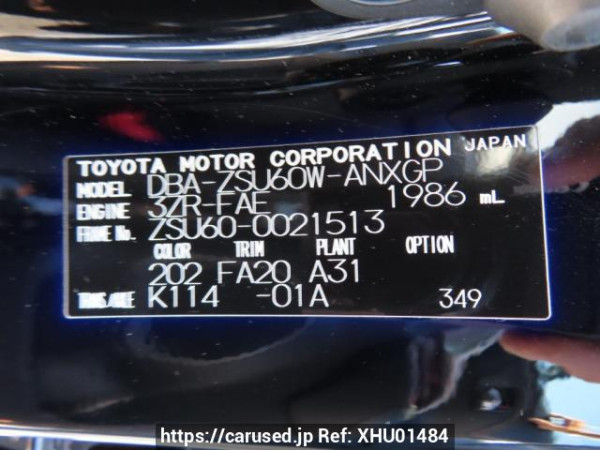 TOYOTA MOTOR CORPORATION JAPAN
MODEL DBA-ZSU60W-ANXGP
ENGINE 3ZR-FAE 1986 mL
FRAME No. ZSU60-0021513
COLOR TRIM PLANT OPTION
202 FA20 A31
TRANS/AXLE K114 -01A 349
https://carused.jp Ref: XHU01484